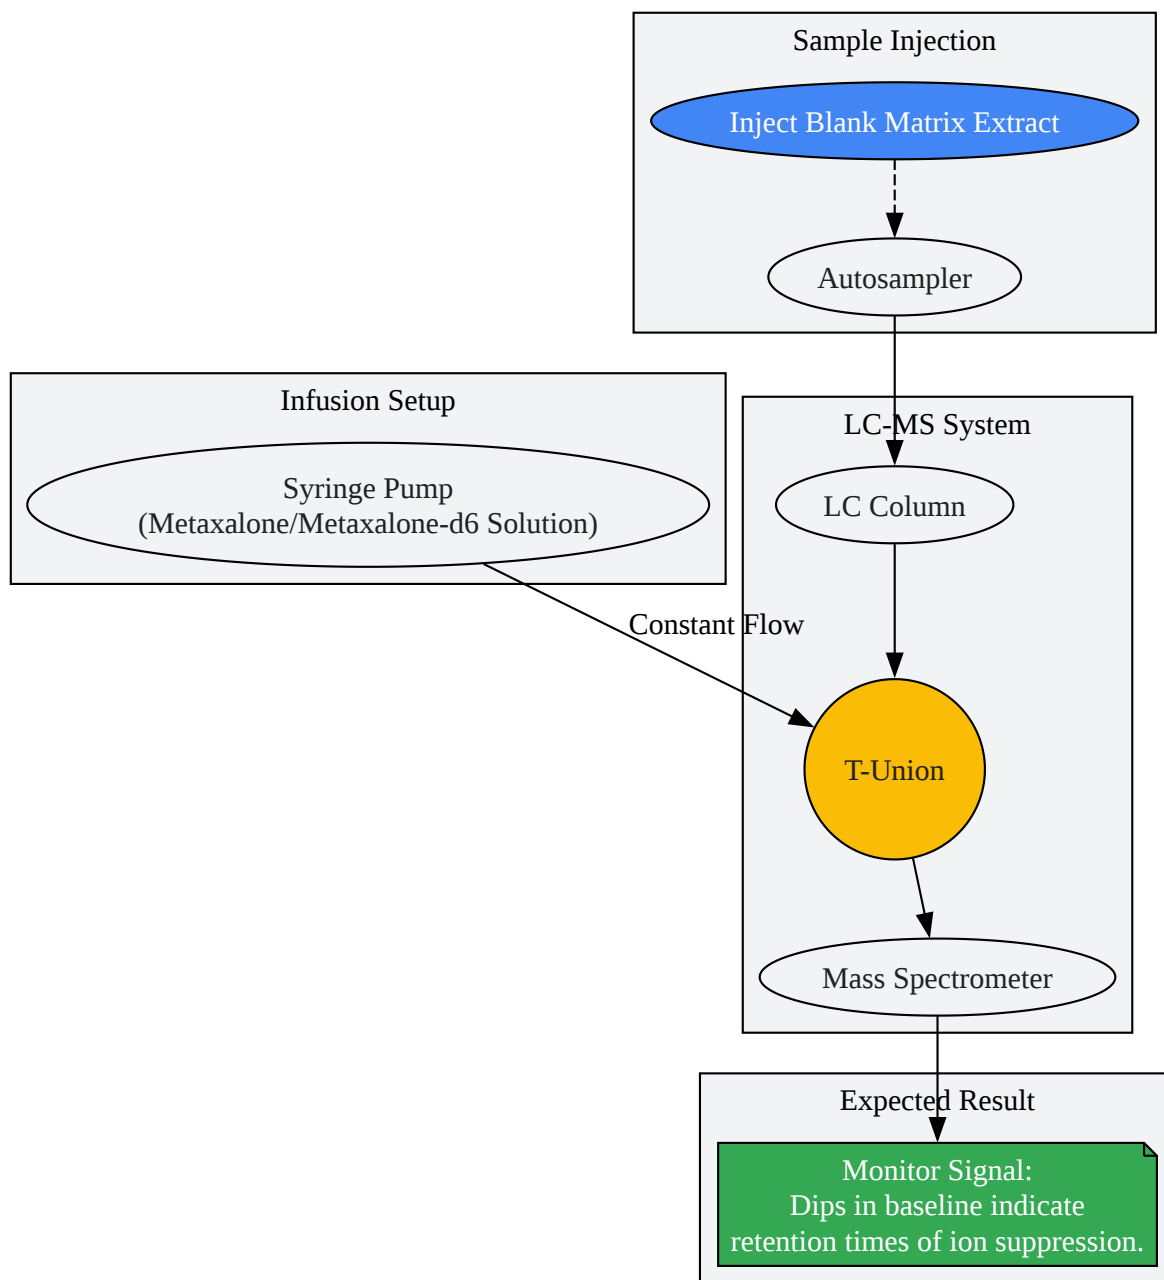 Sample Injection
Inject Blank Matrix Extract
Autosampler
Infusion Setup
Syringe Pump
(Metaxalone/Metaxalone-d6 Solution)
LC-MS System
LC Column
Constant Flow
T-Union
Mass Spectrometer
Expected Result
Monitor Signal:
Dips in baseline indicate
retention times of ion suppression.